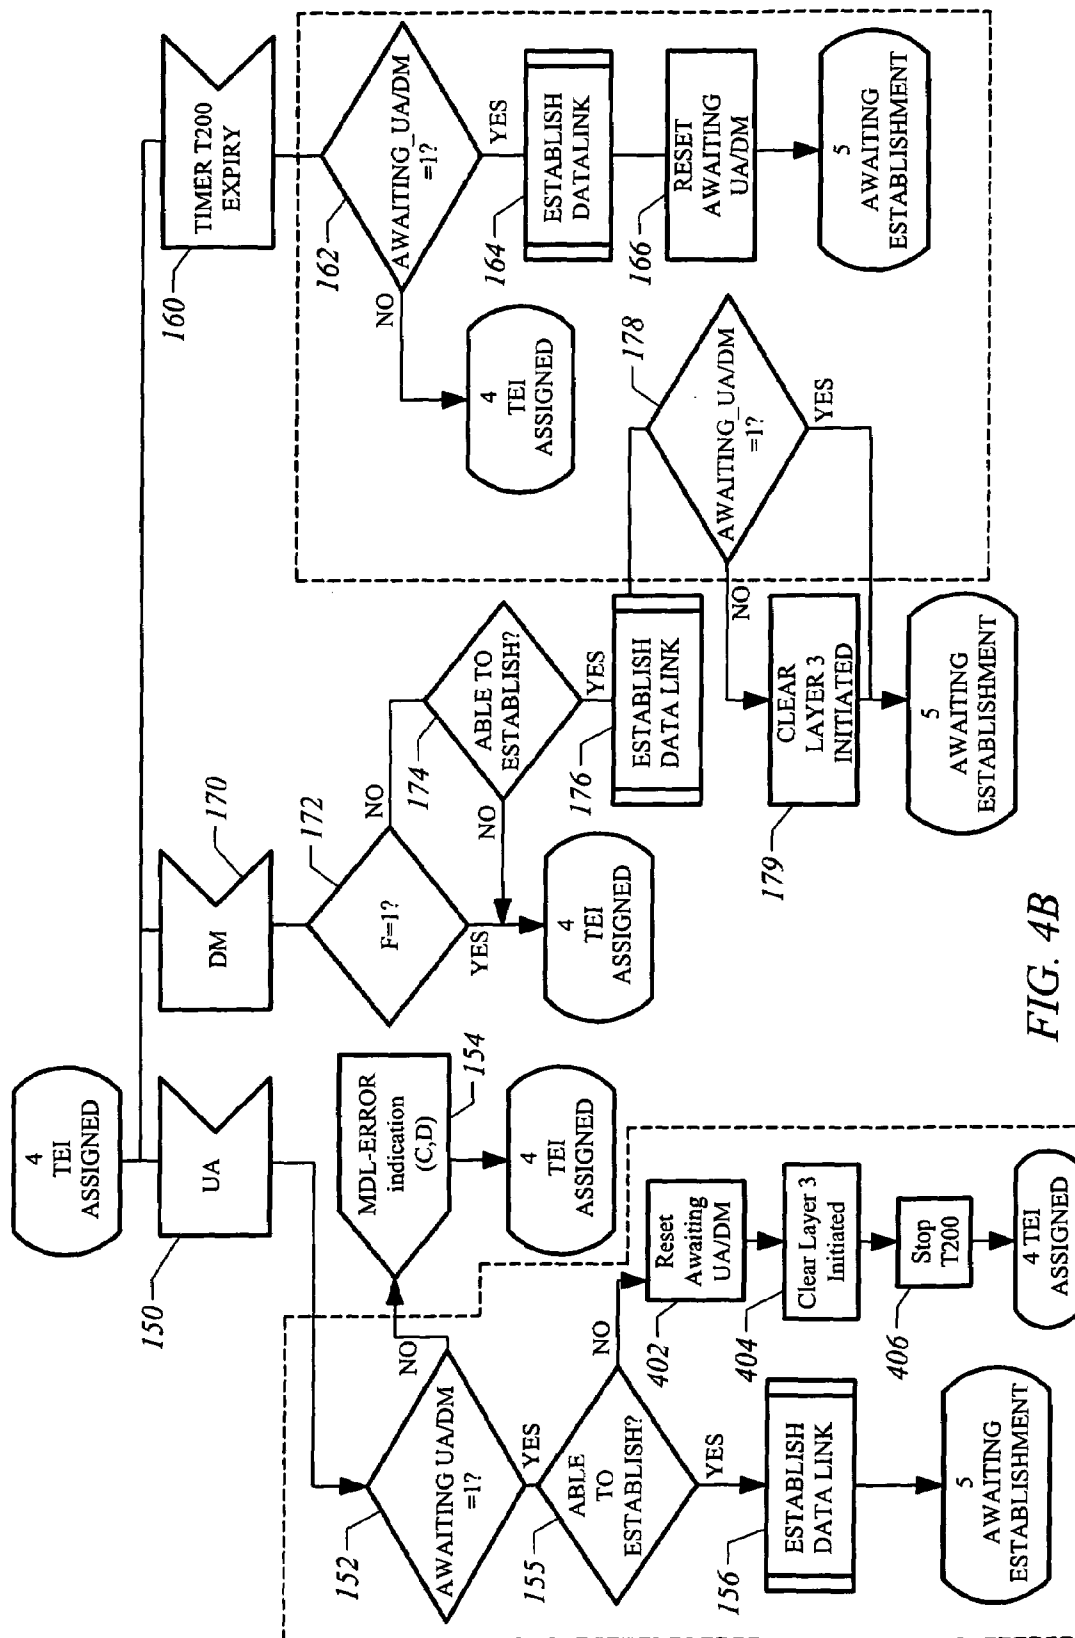 4
TEI
ASSIGNED
150
UA
152
AWAITING UA/DM
=1?
NO
MDL-ERROR
indication
(C,D)
154
4
TEI
ASSIGNED
YES
155
ABLE
TO
ESTABLISH?
NO
402
Reset
Awaiting
UA/DM
404
Clear Layer 3
Initiated
406
Stop
T200
4 TEI
ASSIGNED
YES
156
ESTABLISH
DATA LINK
5
AWAITING
ESTABLISHMENT
DM
170
F=1?
172
YES
NO
174
ABLE TO
ESTABLISH?
NO
4
TEI
ASSIGNED
YES
176
ESTABLISH
DATA LINK
178
AWAITING_UA/DM
=1?
NO
YES
179
CLEAR
LAYER 3
INITIATED
5
AWAITING
ESTABLISHMENT
160
TIMER T200
EXPIRY
162
AWAITING_UA/DM
=1?
NO
4
TEI
ASSIGNED
YES
164
ESTABLISH
DATALINK
166
RESET
AWAITING
UA/DM
5
AWAITING
ESTABLISHMENT
FIG. 4B